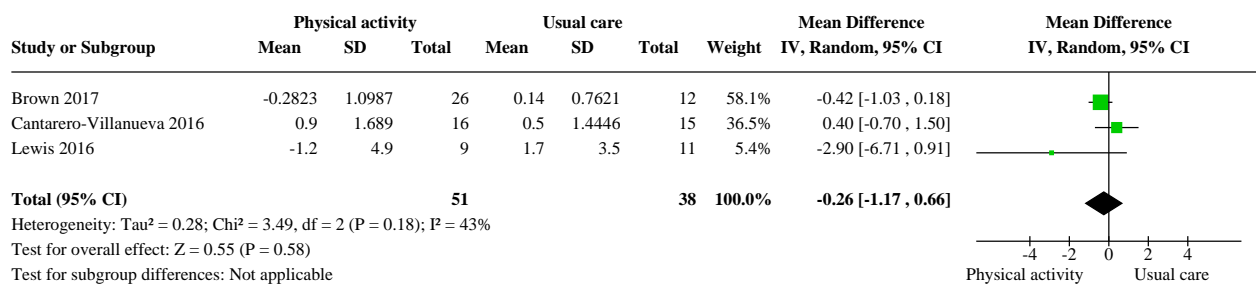 Physical activity Usual care Mean Difference Mean Difference
Study or Subgroup Mean SD Total Mean SD Total Weight IV, Random, 95% CI IV, Random, 95% CI
Brown 2017 -0.2823 1.0987 26 0.14 0.7621 12 58.1% -0.42 [-1.03 , 0.18]
Cantarero-Villanueva 2016 0.9 1.689 16 0.5 1.4446 15 36.5% 0.40 [-0.70 , 1.50]
Lewis 2016 -1.2 4.9 9 1.7 3.5 11 5.4% -2.90 [-6.71 , 0.91]
Total (95% CI) 51 38 100.0% -0.26 [-1.17 , 0.66]
Heterogeneity: Tau² = 0.28; Chi² = 3.49, df = 2 (P = 0.18); I² = 43%
Test for overall effect: Z = 0.55 (P = 0.58)
-4 -2 0 2 4
Test for subgroup differences: Not applicable Physical activity Usual care